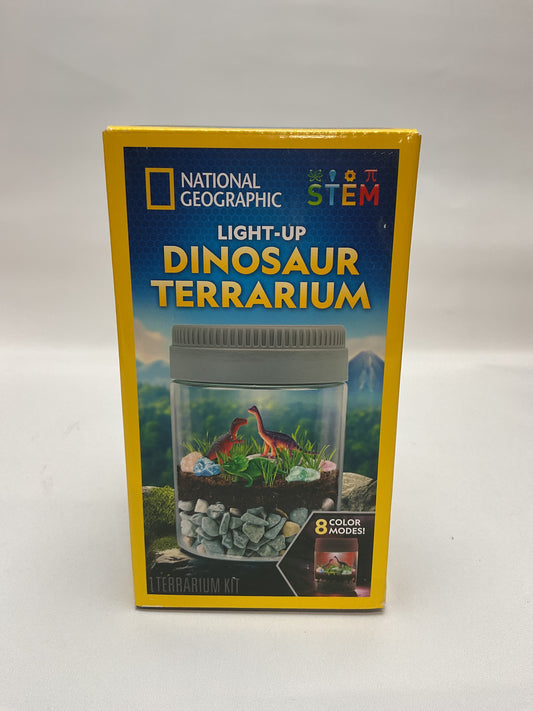 NATIONAL
GEOGRAPHIC
STEM
π
LIGHT-UP
DINOSAUR
TERRARIUM
8 COLOR
MODES!
1 TERRARIUM KIT